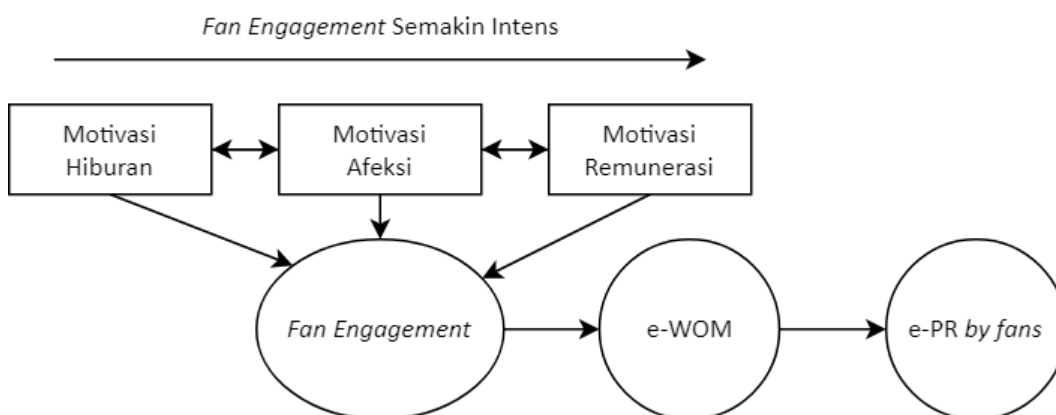 Fan Engagement Semakin Intens
Motivasi
Hiburan
Motivasi
Afeksi
Motivasi
Remunerasi
Fan Engagement
e-WOM
e-PR by fans